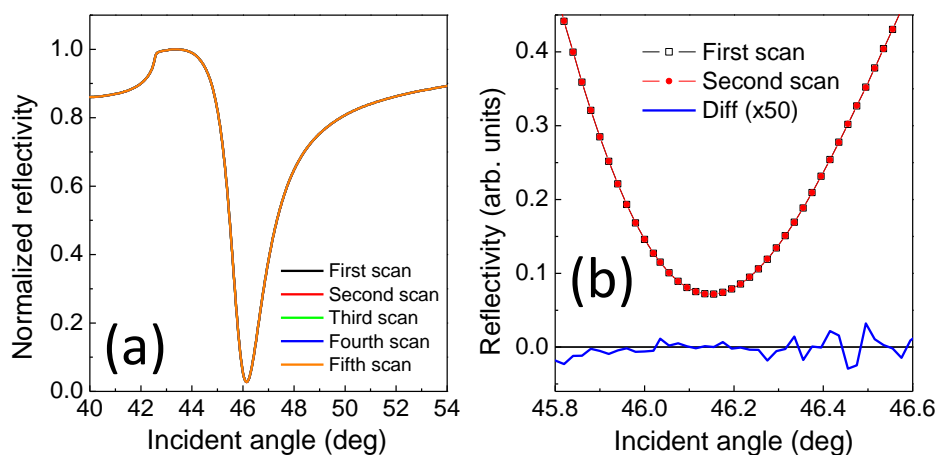 Normalized reflectivity
1.0
0.8
0.6
0.4
0.2
0.0
40 42 44 46 48 50 52 54
Incident angle (deg)
(a)
First scan
Second scan
Third scan
Fourth scan
Fifth scan
Reflectivity (arb. units)
0.4
0.3
0.2
0.1
0.0
45.8 46.0 46.2 46.4 46.6
Incident angle (deg)
(b)
First scan
Second scan
Diff (x50)